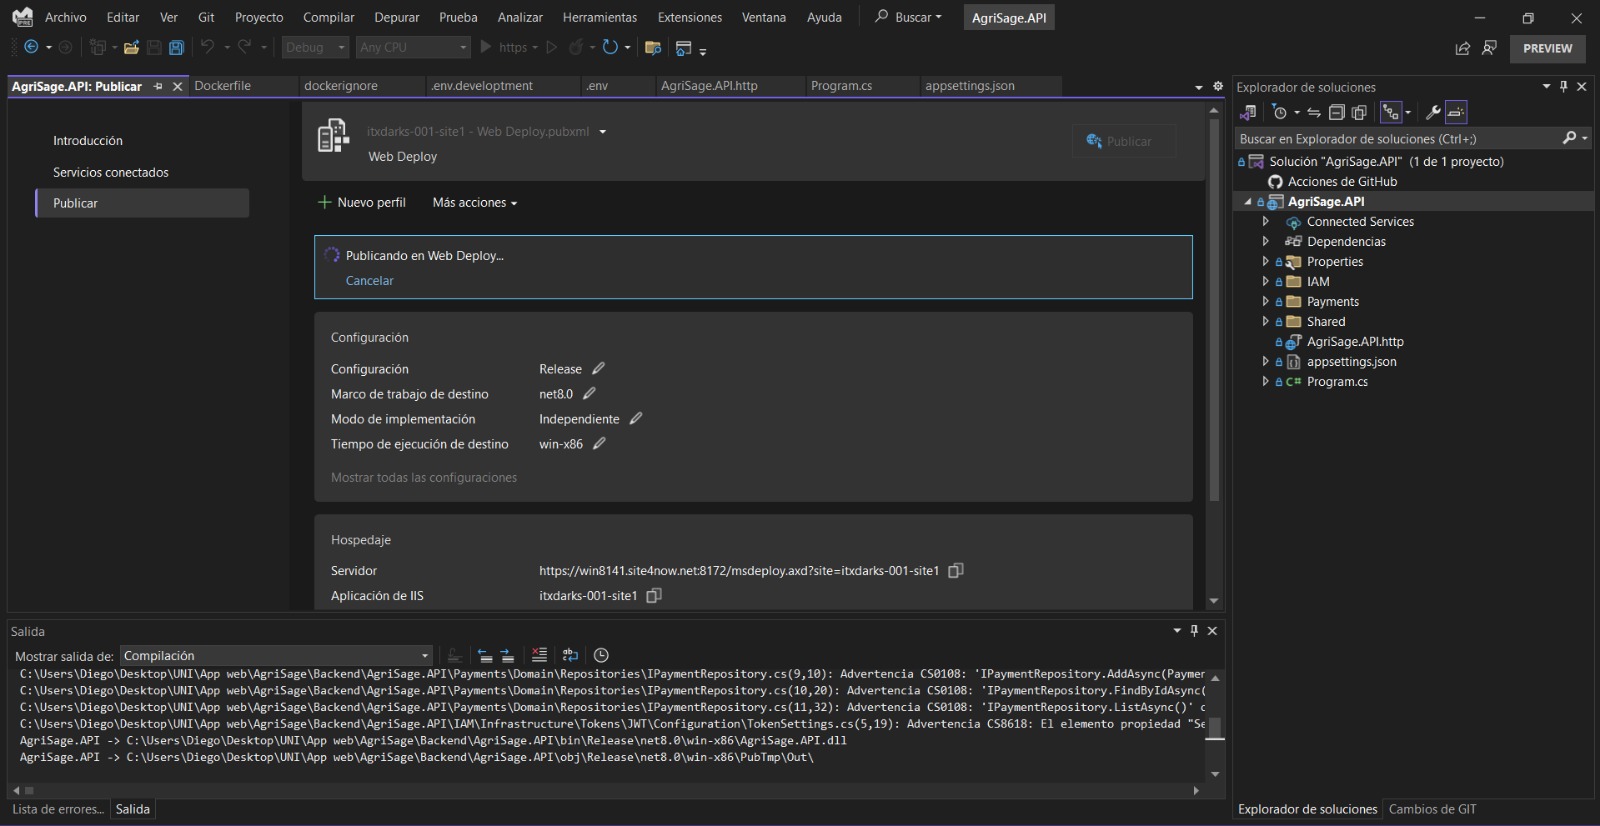 Archivo Editar Ver Git Proyecto Compilar Depurar Prueba Analizar Herramientas Extensiones Ventana Ayuda Buscar AgriSage.API
Debug Any CPU https PREVIEW
AgriSage.API: Publicar Dockerfile dockerignore .env.developtment .env AgriSage.API.http Program.cs appsettings.json
Introducción
Servicios conectados
Publicar
itxdarks-001-site1 - Web Deploy.pubxml
Web Deploy
Publicar
Nuevo perfil Más acciones
Publicando en Web Deploy...
Cancelar
Configuración
Configuración Release
Marco de trabajo de destino net8.0
Modo de implementación Independiente
Tiempo de ejecución de destino win-x86
Mostrar todas las configuraciones
Hospedaje
Servidor https://win8141.site4now.net:8172/msdeploy.axd?site=itxdarks-001-site1
Aplicación de IIS itxdarks-001-site1
Explorador de soluciones
Buscar en Explorador de soluciones (Ctrl+;)
Solución "AgriSage.API" (1 de 1 proyecto)
Acciones de GitHub
AgriSage.API
Connected Services
Dependencias
Properties
IAM
Payments
Shared
AgriSage.API.http
appsettings.json
C# Program.cs
Explorador de soluciones Cambios de GIT
Salida
Mostrar salida de: Compilación
C:\Users\Diego\Desktop\UNI\App web\AgriSage\Backend\AgriSage.API\Payments\Domain\Repositories\IPaymentRepository.cs(9,10): Advertencia CS0108: 'IPaymentRepository.AddAsync(Paymer
C:\Users\Diego\Desktop\UNI\App web\AgriSage\Backend\AgriSage.API\Payments\Domain\Repositories\IPaymentRepository.cs(10,20): Advertencia CS0108: 'IPaymentRepository.FindByIdAsync(
C:\Users\Diego\Desktop\UNI\App web\AgriSage\Backend\AgriSage.API\Payments\Domain\Repositories\IPaymentRepository.cs(11,32): Advertencia CS0108: 'IPaymentRepository.ListAsync()' c
C:\Users\Diego\Desktop\UNI\App web\AgriSage\Backend\AgriSage.API\IAM\Infrastructure\Tokens\JWT\Configuration\TokenSettings.cs(5,19): Advertencia CS8618: El elemento propiedad "Se
AgriSage.API -> C:\Users\Diego\Desktop\UNI\App web\AgriSage\Backend\AgriSage.API\bin\Release\net8.0\win-x86\AgriSage.API.dll
AgriSage.API -> C:\Users\Diego\Desktop\UNI\App web\AgriSage\Backend\AgriSage.API\obj\Release\net8.0\win-x86\PubTmp\Out\
Lista de errores... Salida